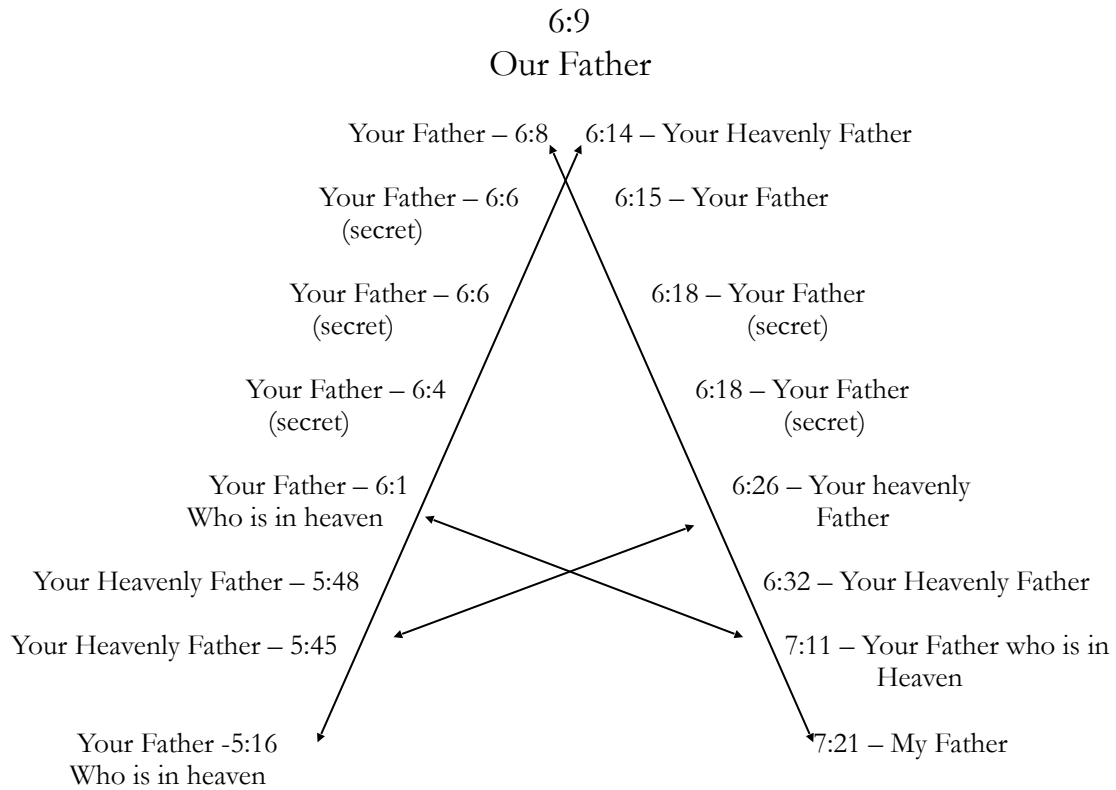 6:9
Our Father
Your Father – 6:8 6:14 – Your Heavenly Father
Your Father – 6:6 6:15 – Your Father
(secret)
Your Father – 6:6 6:18 – Your Father
(secret) (secret)
Your Father – 6:4 6:18 – Your Father
(secret) (secret)
Your Father – 6:1 6:26 – Your heavenly
Who is in heaven Father
Your Heavenly Father – 5:48 6:32 – Your Heavenly Father
Your Heavenly Father – 5:45 7:11 – Your Father who is in
Heaven
Your Father -5:16 7:21 – My Father
Who is in heaven